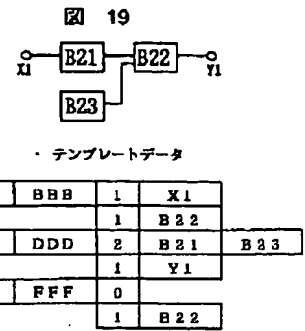 図 19
X1 B21 B22 Y1
B23
・ テンプレートデータ
BBB 1 X1
1 B22
DDD 2 B21 B23
1 Y1
FFF 0
1 B22